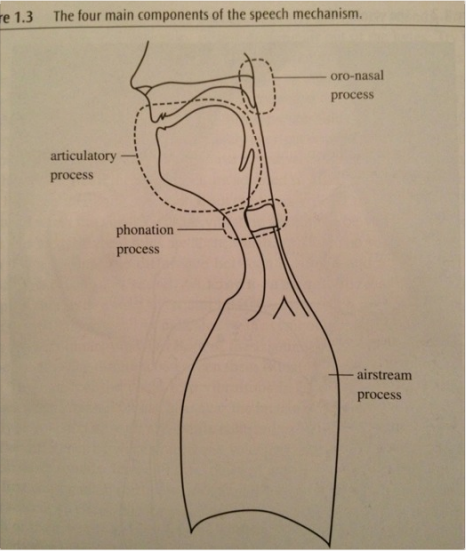 re 1.3 The four main components of the speech mechanism.
oro-nasal
process
articulatory
process
phonation
process
airstream
process